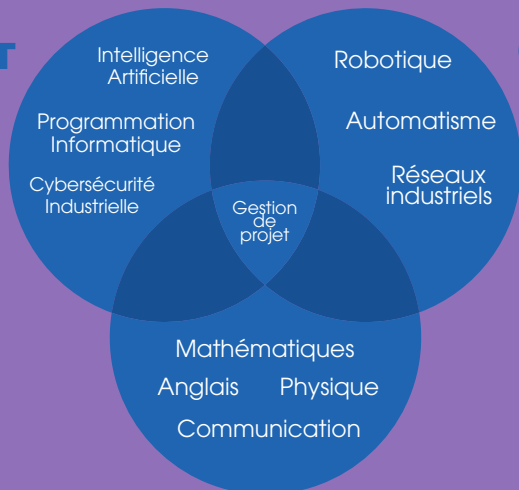 T
Intelligence
Artificielle
Programmation
Informatique
Cybersécurité
Industrielle
Robotique
Automatisme
Réseaux
industriels
Gestion
de
projet
Mathématiques
Anglais Physique
Communication